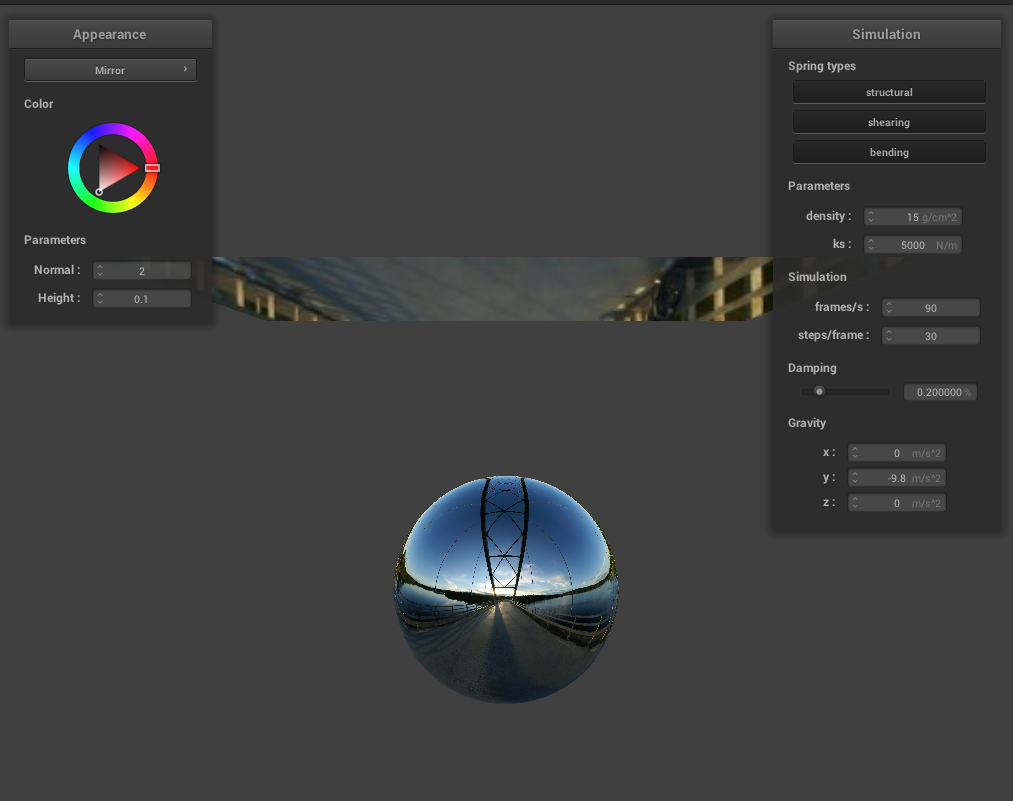 Appearance
Mirror
Color
Parameters
Normal : 2
Height : 0.1
Simulation
Spring types
structural
shearing
bending
Parameters
density : 15 g/cm^2
ks : 5000 N/m
Simulation
frames/s : 90
steps/frame : 30
Damping
0.200000 %
Gravity
x : 0 m/s^2
y : -9.8 m/s^2
z : 0 m/s^2